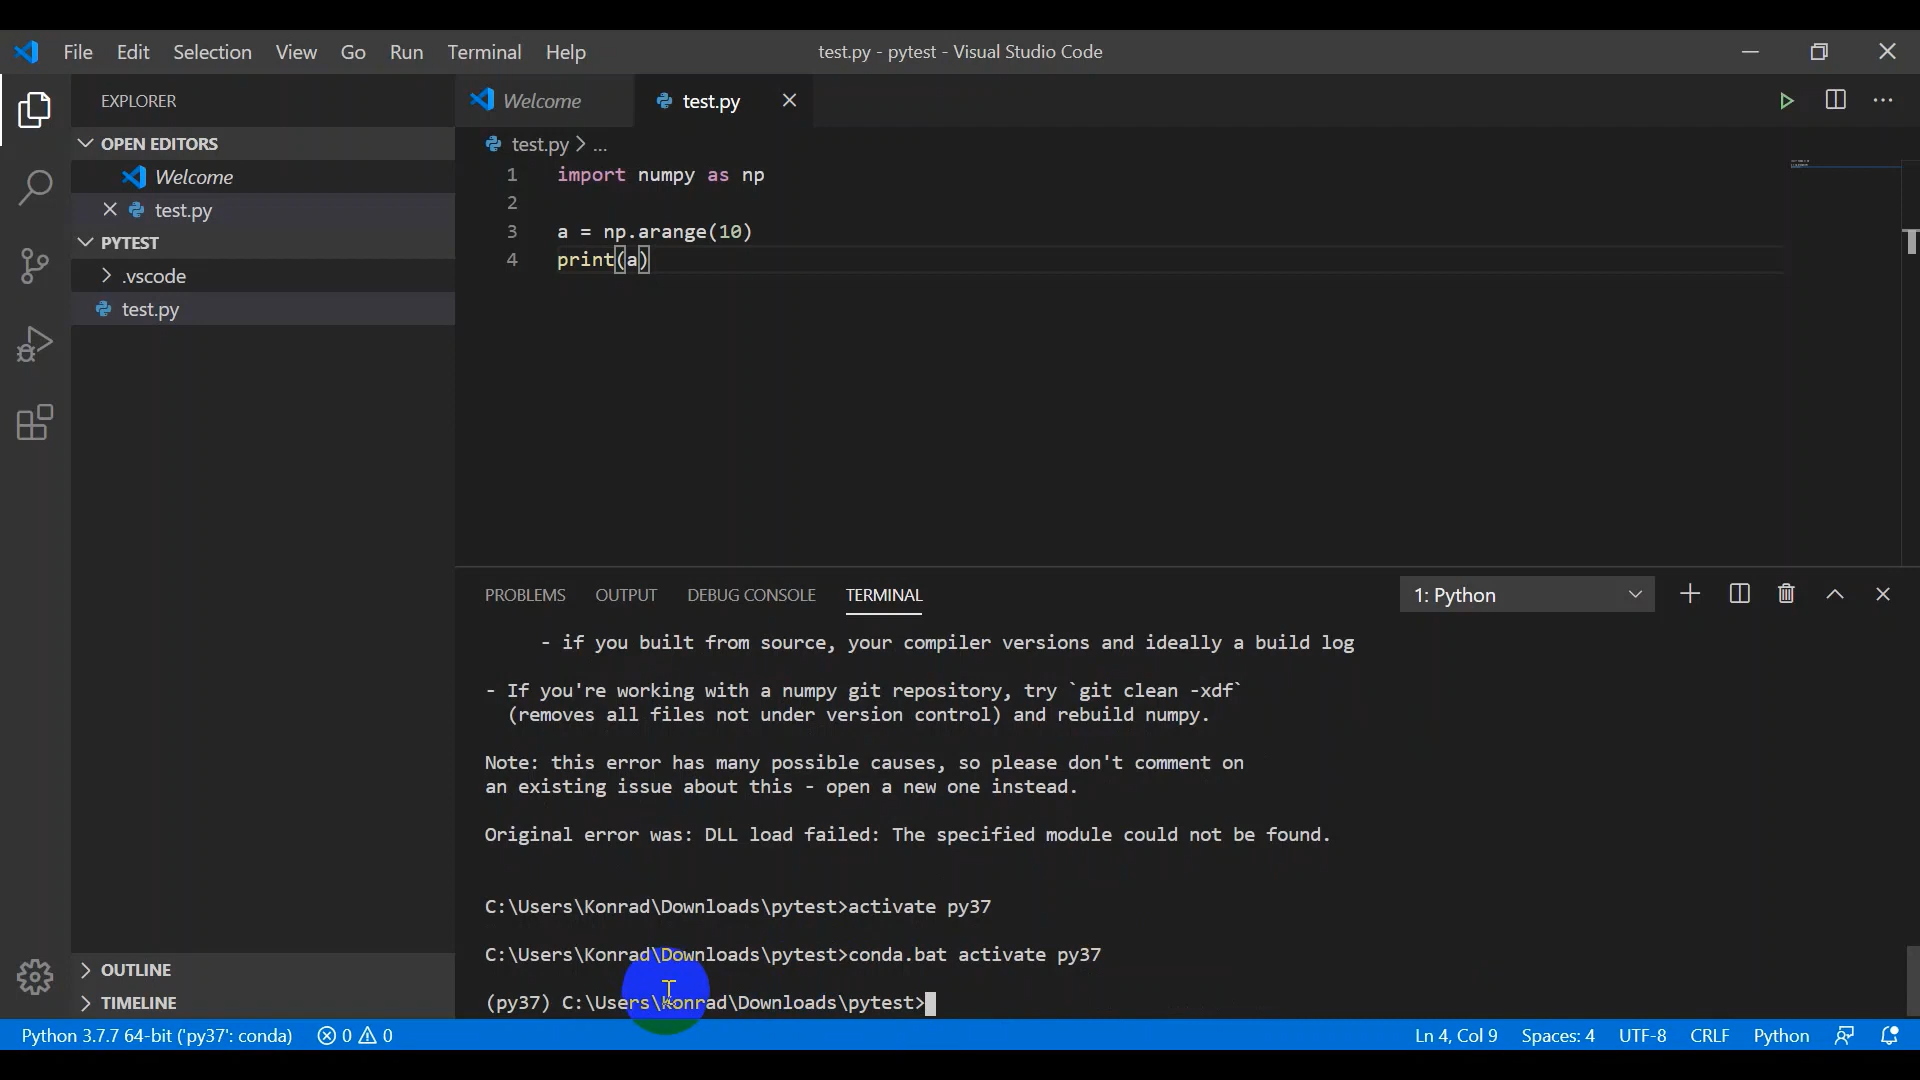 File Edit Selection View Go Run Terminal Help
test.py - pytest - Visual Studio Code
EXPLORER
OPEN EDITORS
Welcome
test.py
PYTEST
.vscode
test.py
OUTLINE
TIMELINE
Welcome
test.py
test.py > ...
1 import numpy as np
2
3 a = np.arange(10)
4 print(a)
PROBLEMS OUTPUT DEBUG CONSOLE TERMINAL
1: Python
- if you built from source, your compiler versions and ideally a build log
- If you're working with a numpy git repository, try `git clean -xdf`
(removes all files not under version control) and rebuild numpy.
Note: this error has many possible causes, so please don't comment on
an existing issue about this - open a new one instead.
Original error was: DLL load failed: The specified module could not be found.
C:\Users\Konrad\Downloads\pytest>activate py37
C:\Users\Konrad\Downloads\pytest>conda.bat activate py37
(py37) C:\Users\Konrad\Downloads\pytest>
Python 3.7.7 64-bit ('py37': conda) 0 0 Ln 4, Col 9 Spaces: 4 UTF-8 CRLF Python